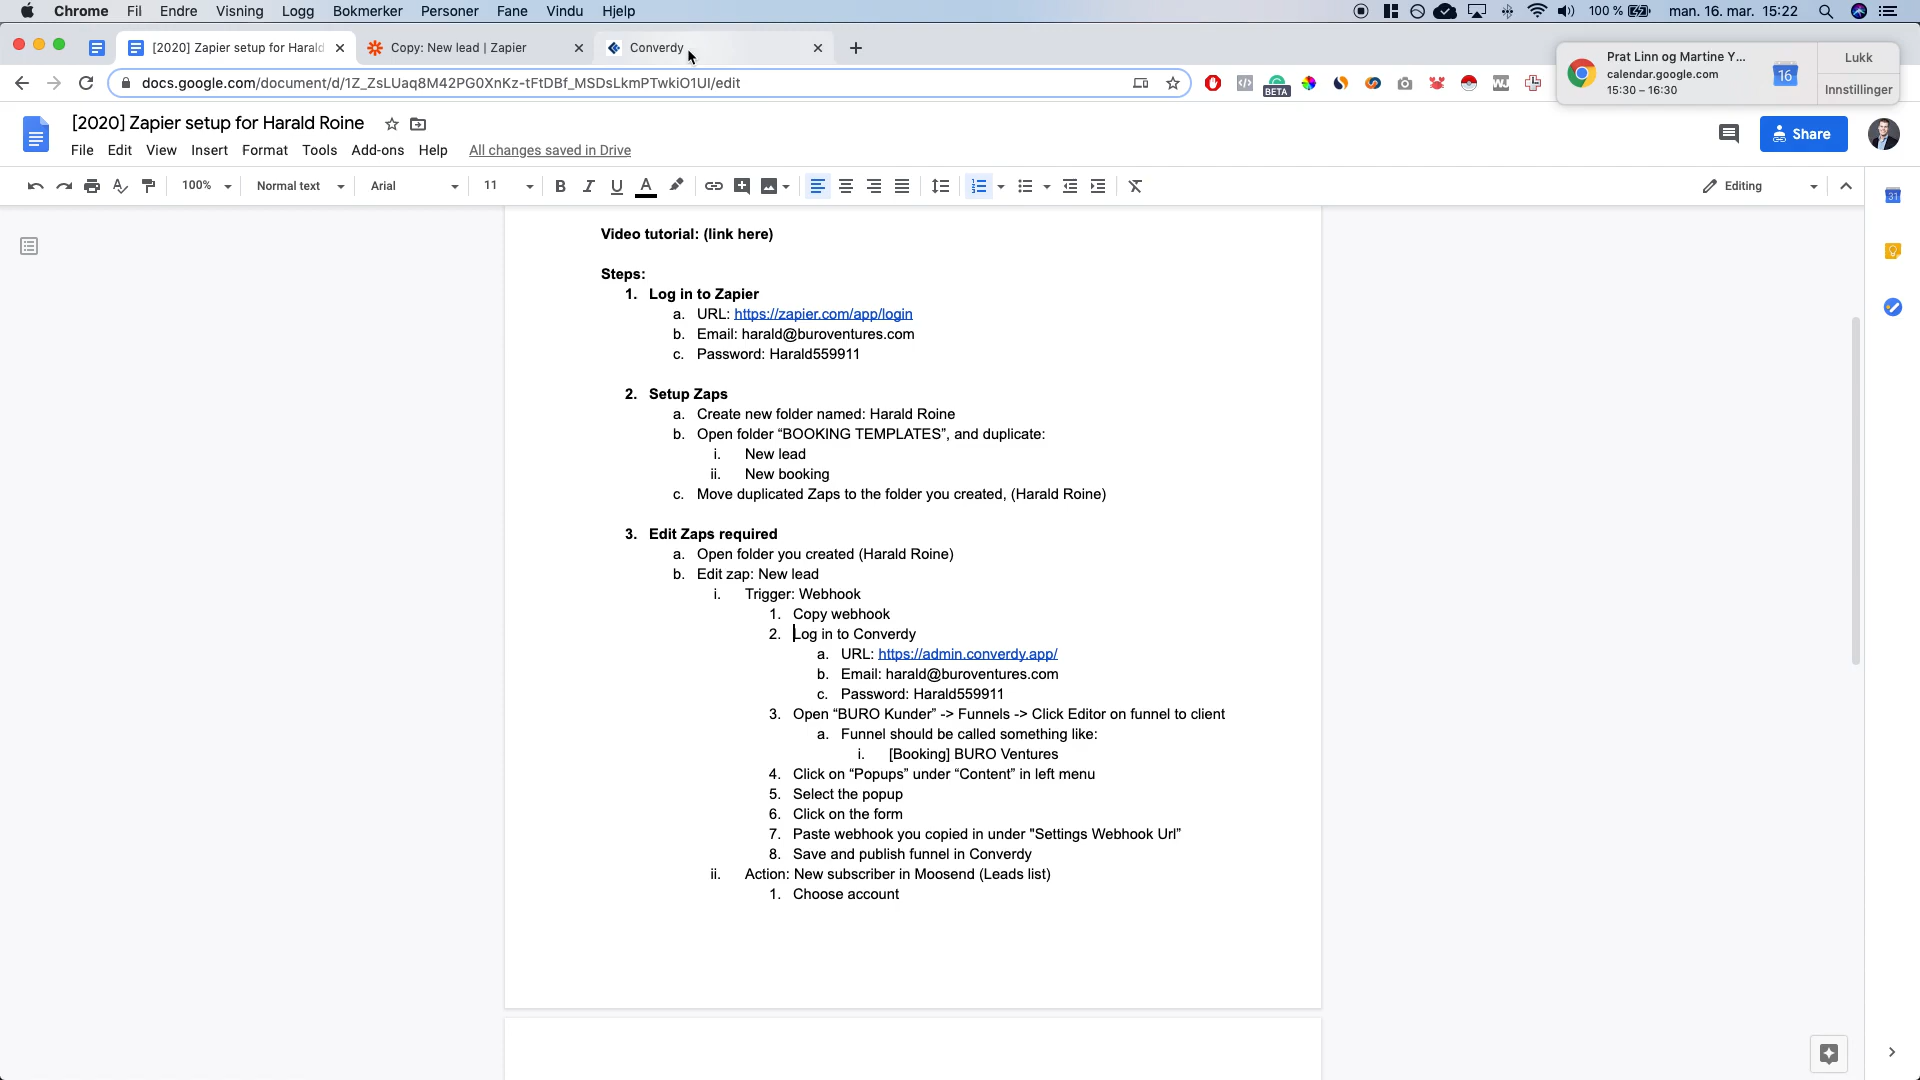 Chrome Fil Endre Visning Logg Bokmerker Personer Fane Vindu Hjelp 100 % man. 16. mar. 15:22
[2020] Zapier setup for Harald Copy: New lead | Zapier Converdy
docs.google.com/document/d/1Z_ZsLUaq8M42PG0XnKz-tFtDBf_MSDsLkmPTwkiO1UI/edit
BETA
Prat Linn og Martine Y... Lukk
calendar.google.com 16
15:30 – 16:30 Innstillinger
[2020] Zapier setup for Harald Roine
File Edit View Insert Format Tools Add-ons Help All changes saved in Drive
Share
100% Normal text Arial 11 B I U A Editing
31
Video tutorial: (link here)
Steps:
1. Log in to Zapier
a. URL: https://zapier.com/app/login
b. Email: harald@buroventures.com
c. Password: Harald559911
2. Setup Zaps
a. Create new folder named: Harald Roine
b. Open folder “BOOKING TEMPLATES”, and duplicate:
i. New lead
ii. New booking
c. Move duplicated Zaps to the folder you created, (Harald Roine)
3. Edit Zaps required
a. Open folder you created (Harald Roine)
b. Edit zap: New lead
i. Trigger: Webhook
1. Copy webhook
2. Log in to Converdy
a. URL: https://admin.converdy.app/
b. Email: harald@buroventures.com
c. Password: Harald559911
3. Open “BURO Kunder” -> Funnels -> Click Editor on funnel to client
a. Funnel should be called something like:
i. [Booking] BURO Ventures
4. Click on “Popups” under “Content” in left menu
5. Select the popup
6. Click on the form
7. Paste webhook you copied in under "Settings Webhook Url”
8. Save and publish funnel in Converdy
ii. Action: New subscriber in Moosend (Leads list)
1. Choose account